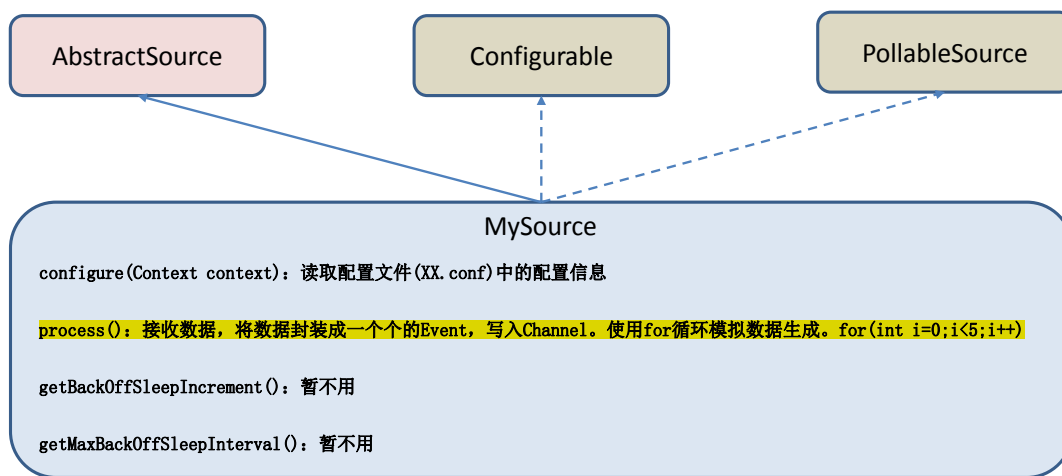 AbstractSource
Configurable
PollableSource
MySource
configure(Context context)：读取配置文件(XX.conf)中的配置信息
process()：接收数据，将数据封装成一个个的Event，写入Channel。使用for循环模拟数据生成。for(int i=0;i<5;i++)
getBackOffSleepIncrement()：暂不用
getMaxBackOffSleepInterval()：暂不用